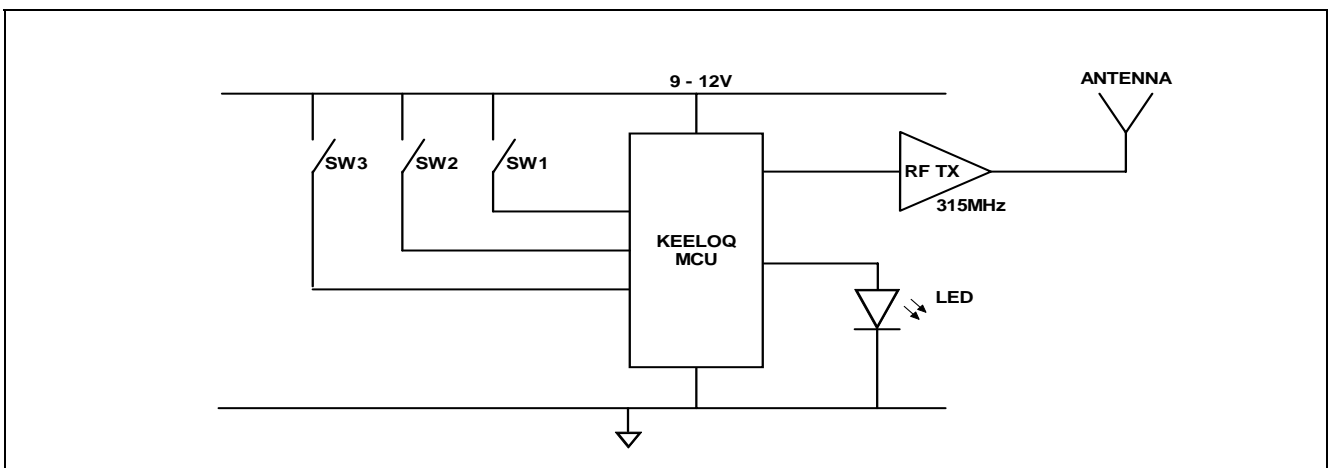 9 - 12V
ANTENNA
SW3
SW2
SW1
RF TX
315MHz
KEELOQ
MCU
LED